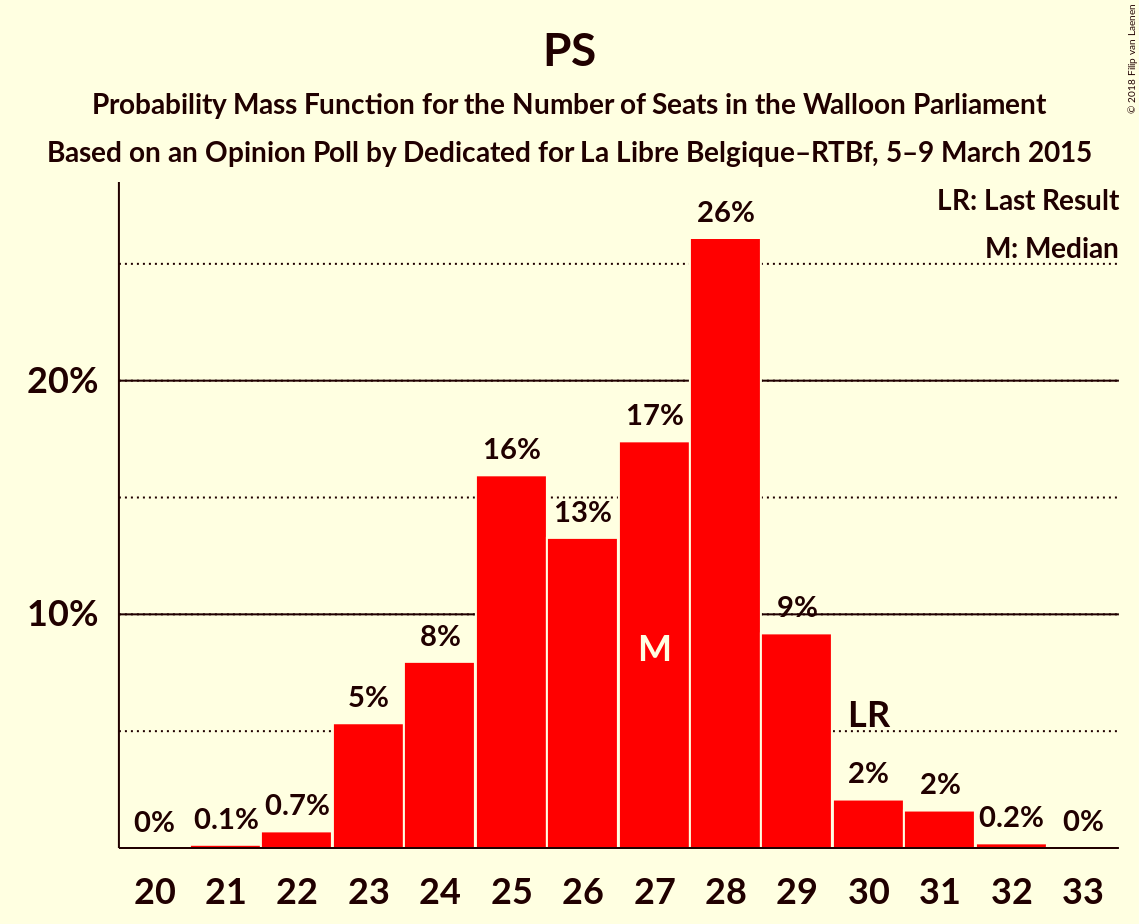 PS
Probability Mass Function for the Number of Seats in the Walloon Parliament
Based on an Opinion Poll by Dedicated for La Libre Belgique–RTBf, 5–9 March 2015
© 2018 Filip van Laenen
LR: Last Result
M: Median
20%
10%
0%
0.1%
0.7%
5%
8%
16%
13%
17%
26%
9%
2%
2%
0.2%
0%
M
LR
20 21 22 23 24 25 26 27 28 29 30 31 32 33